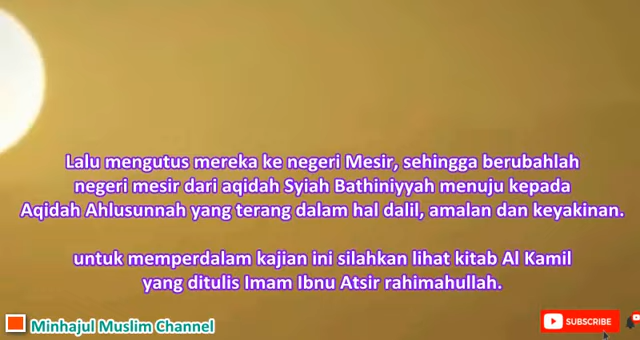 Lalu mengutus mereka ke negeri Mesir, sehingga berubahlah
negeri mesir dari aqidah Syiah Bathiniyyah menuju kepada
Aqidah Ahlusunnah yang terang dalam hal dalil, amalan dan keyakinan.
untuk memperdalam kajian ini silahkan lihat kitab Al Kamil
yang ditulis Imam Ibnu Atsir rahimahullah.
Minhajul Muslim Channel
SUBSCRIBE